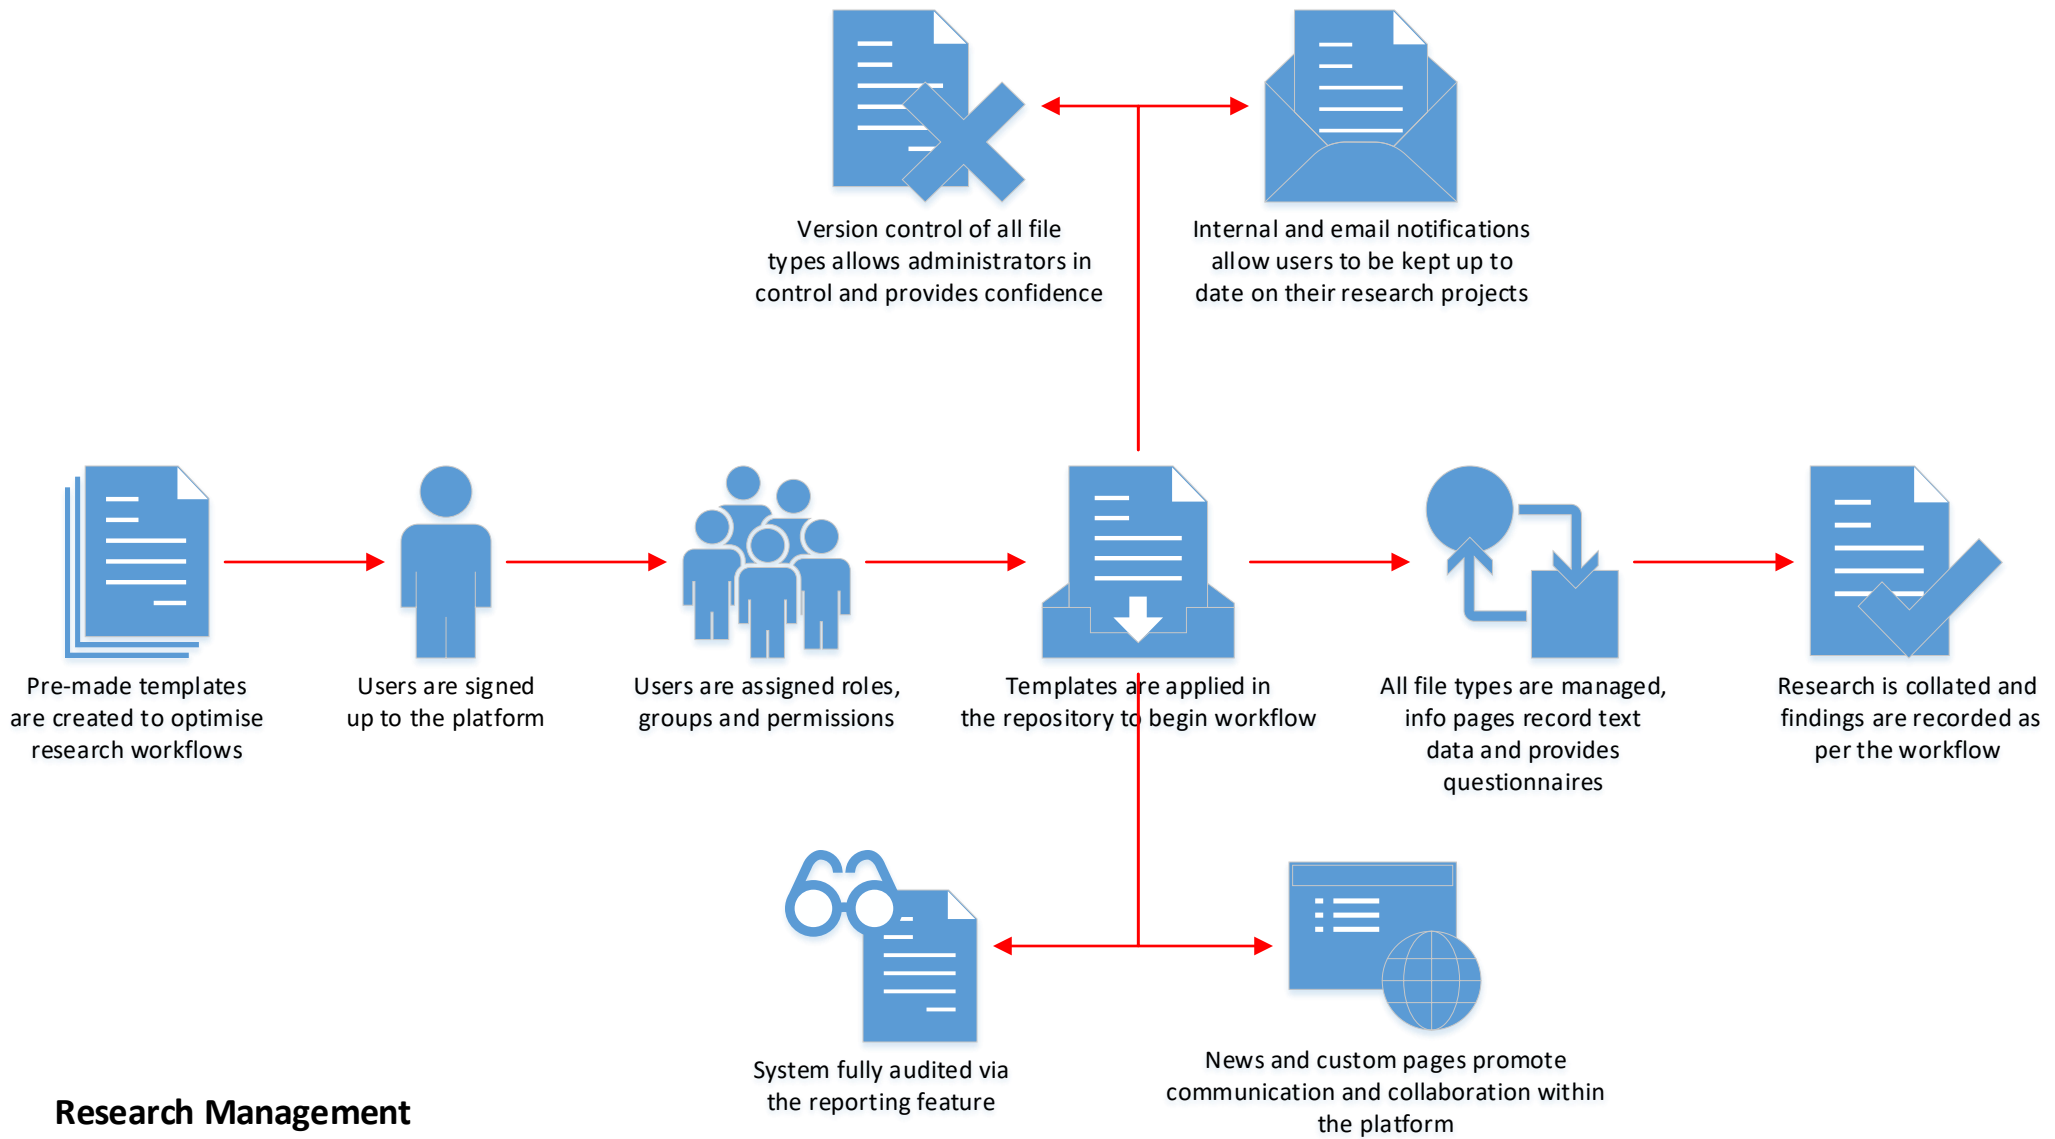 Version control of all file
types allows administrators in
control and provides confidence
Internal and email notifications
allow users to be kept up to
date on their research projects
Pre-made templates
are created to optimise
research workflows
Users are signed
up to the platform
Users are assigned roles,
groups and permissions
Templates are applied in
the repository to begin workflow
All file types are managed,
info pages record text
data and provides
questionnaires
Research is collated and
findings are recorded as
per the workflow
System fully audited via
the reporting feature
News and custom pages promote
communication and collaboration within
the platform
Research Management